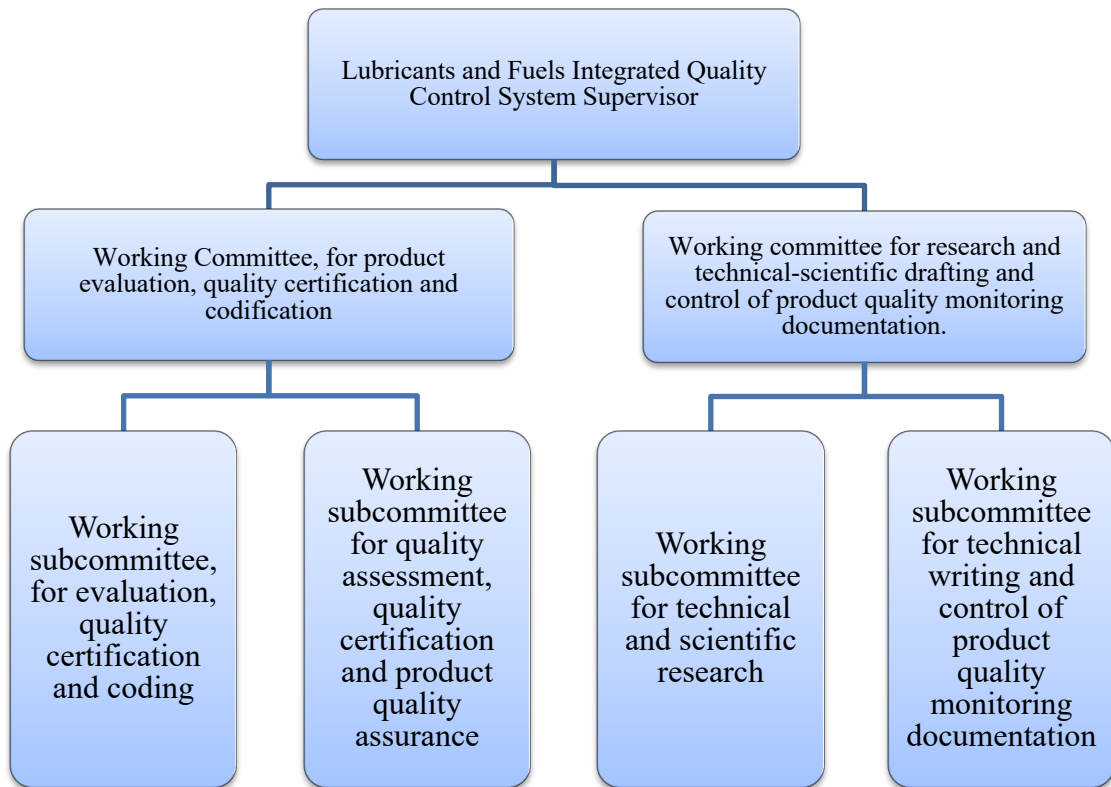 Lubricants and Fuels Integrated Quality
Control System Supervisor
Working Committee, for product
evaluation, quality certification and
codification
Working committee for research and
technical-scientific drafting and
control of product quality monitoring
documentation.
Working
subcommittee,
for evaluation,
quality
certification
and coding
Working
subcommittee
for quality
assessment,
quality
certification
and product
quality
assurance
Working
subcommittee
for technical
and scientific
research
Working
subcommittee
for technical
writing and
control of
product
quality
monitoring
documentation